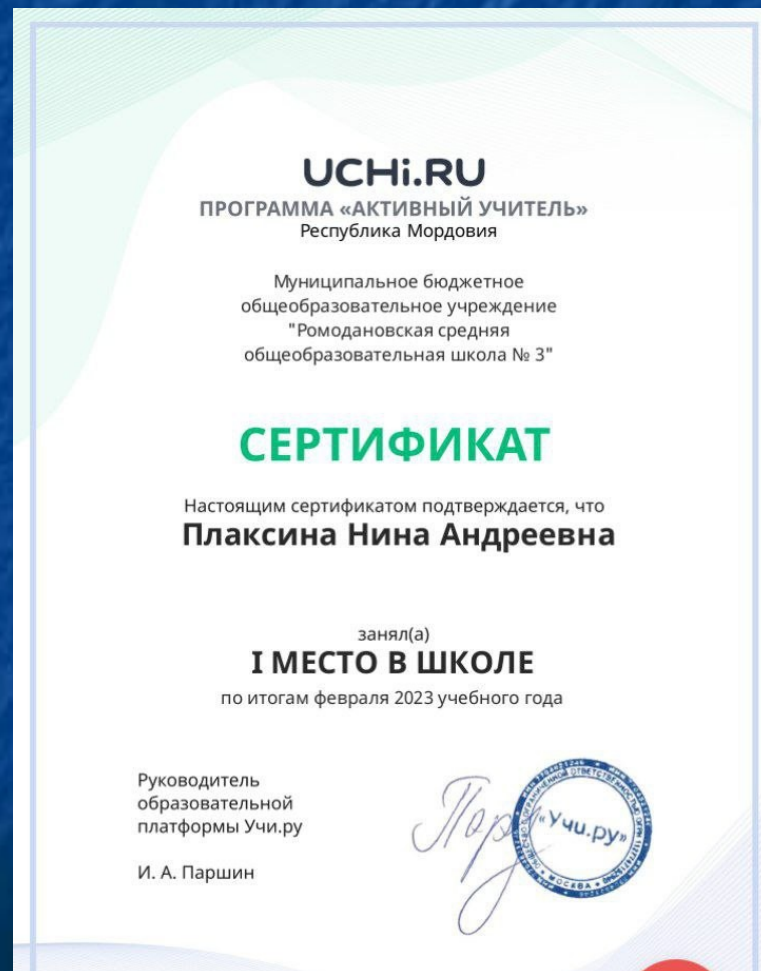 UCHi.RU
ПРОГРАММА «АКТИВНЫЙ УЧИТЕЛЬ»
Республика Мордовия
Муниципальное бюджетное
общеобразовательное учреждение
"Ромодановская средняя
общеобразовательная школа № 3"
СЕРТИФИКАТ
Настоящим сертификатом подтверждается, что
Плаксина Нина Андреевна
занял(а)
I МЕСТО В ШКОЛЕ
по итогам февраля 2023 учебного года
Руководитель
образовательной
платформы Учи.ру
И. А. Паршин
«Учи.ру»
МОСКВА